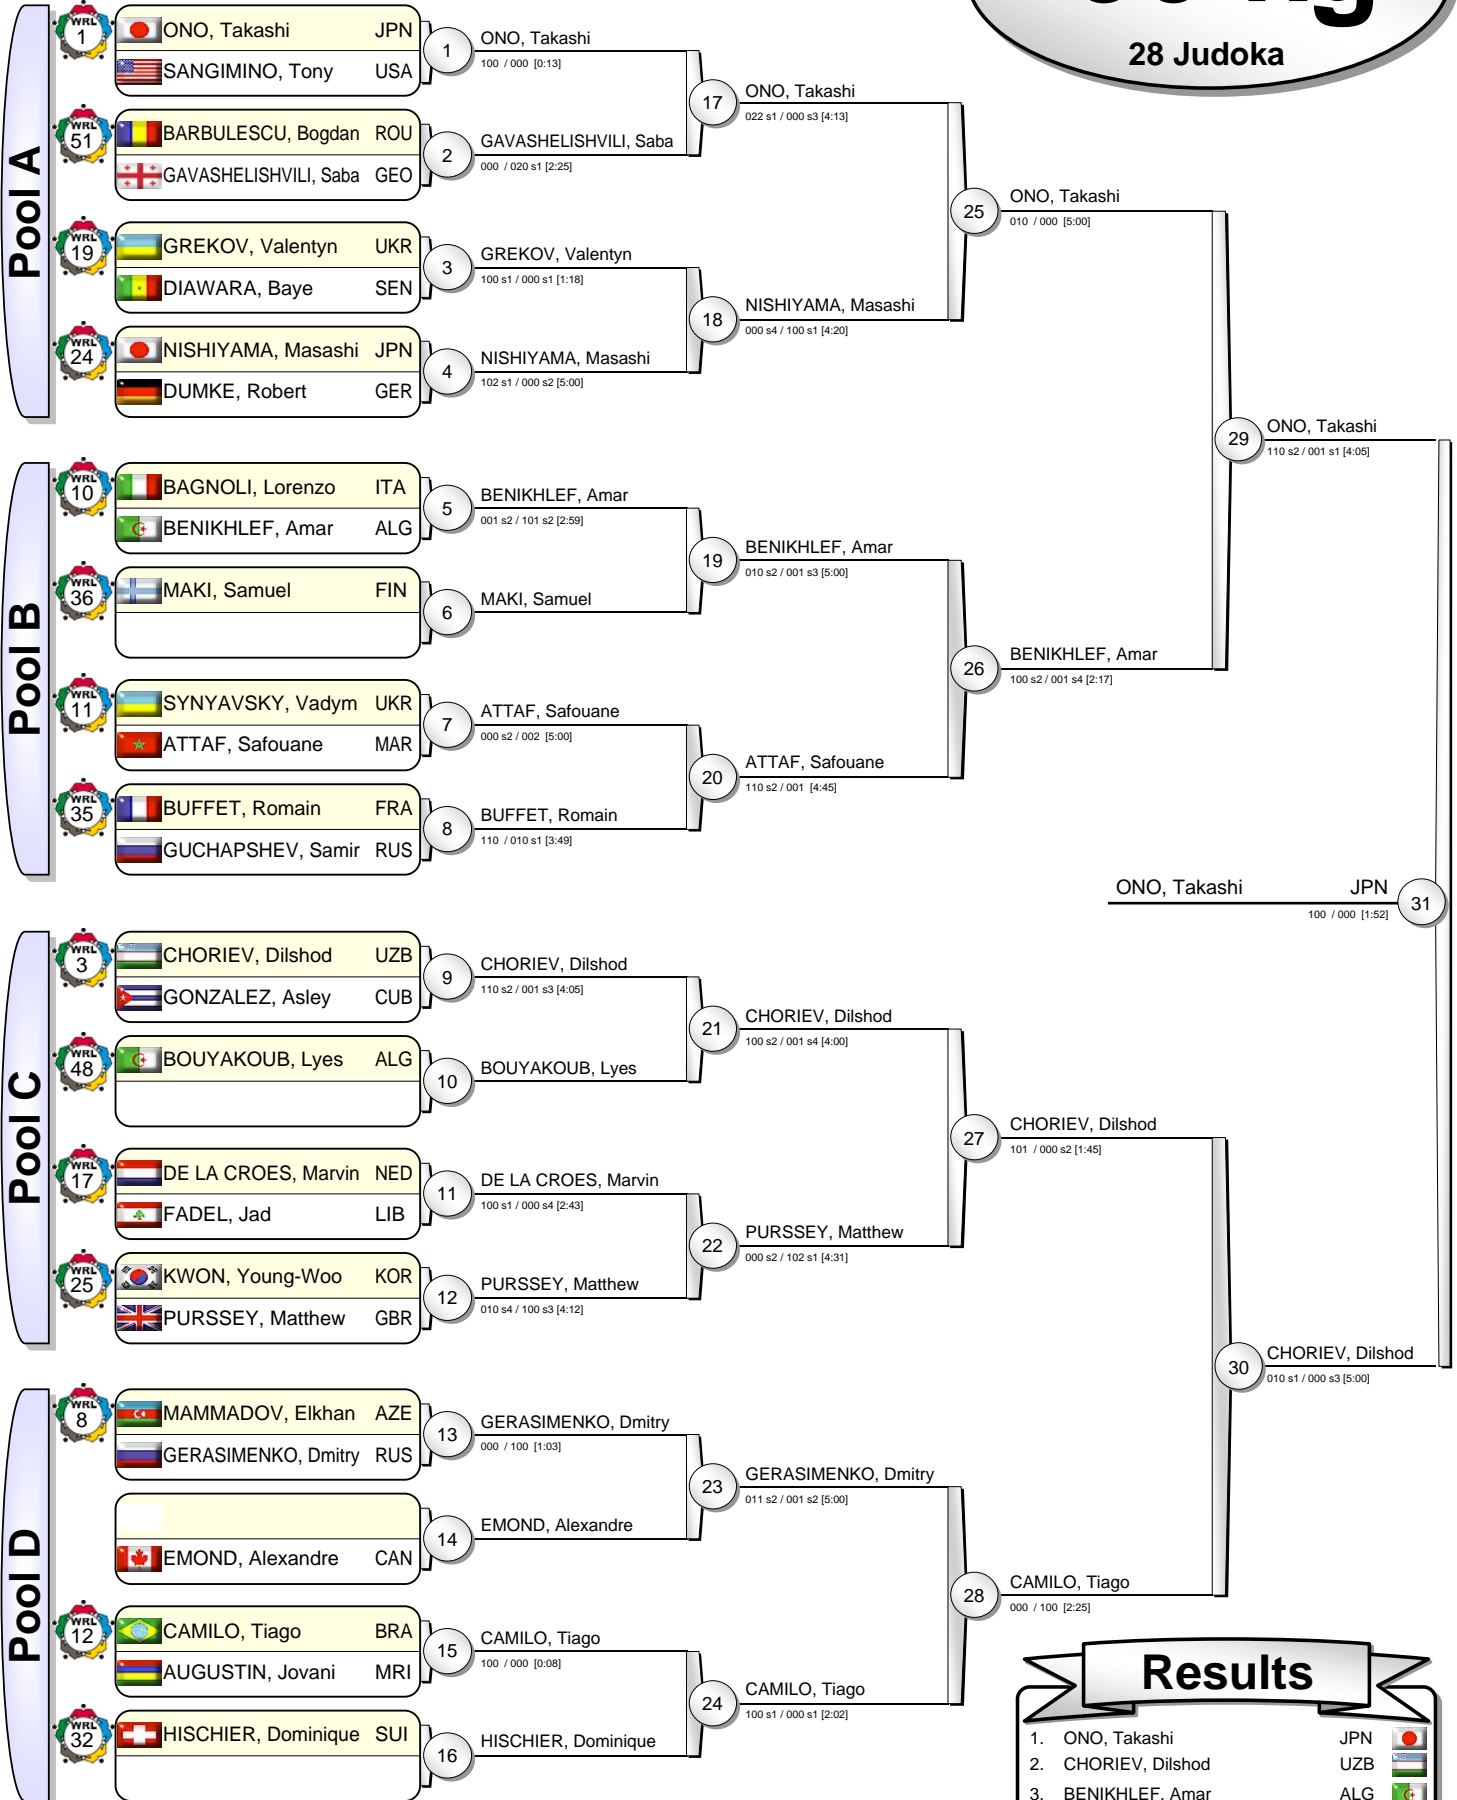 28 Judoka
Pool A
WRL 1
ONO, Takashi JPN
SANGIMINO, Tony USA
WRL 51
BARBULESCU, Bogdan ROU
GAVASHELISHVILI, Saba GEO
WRL 19
GREKOV, Valentyn UKR
DIAWARA, Baye SEN
WRL 24
NISHIYAMA, Masashi JPN
DUMKE, Robert GER
1
ONO, Takashi
100 / 000 [0:13]
2
GAVASHELISHVILI, Saba
000 / 020 s1 [2:25]
3
GREKOV, Valentyn
100 s1 / 000 s1 [1:18]
4
NISHIYAMA, Masashi
102 s1 / 000 s2 [5:00]
17
ONO, Takashi
022 s1 / 000 s3 [4:13]
18
NISHIYAMA, Masashi
000 s4 / 100 s1 [4:20]
25
ONO, Takashi
010 / 000 [5:00]
Pool B
WRL 10
BAGNOLI, Lorenzo ITA
BENIKHLEF, Amar ALG
WRL 36
MAKI, Samuel FIN
WRL 11
SYNYAVSKY, Vadym UKR
ATTAF, Safouane MAR
WRL 35
BUFFET, Romain FRA
GUCHAPSHEV, Samir RUS
5
BENIKHLEF, Amar
001 s2 / 101 s2 [2:59]
6
MAKI, Samuel
7
ATTAF, Safouane
000 s2 / 002 [5:00]
8
BUFFET, Romain
110 / 010 s1 [3:49]
19
BENIKHLEF, Amar
010 s2 / 001 s3 [5:00]
20
ATTAF, Safouane
110 s2 / 001 [4:45]
26
BENIKHLEF, Amar
100 s2 / 001 s4 [2:17]
29
ONO, Takashi
110 s2 / 001 s1 [4:05]
ONO, Takashi JPN
100 / 000 [1:52]
31
Pool C
WRL 3
CHORIEV, Dilshod UZB
GONZALEZ, Asley CUB
WRL 48
BOUYAKOUB, Lyes ALG
WRL 17
DE LA CROES, Marvin NED
FADEL, Jad LIB
WRL 25
KWON, Young-Woo KOR
PURSSEY, Matthew GBR
9
CHORIEV, Dilshod
110 s2 / 001 s3 [4:05]
10
BOUYAKOUB, Lyes
11
DE LA CROES, Marvin
100 s1 / 000 s4 [2:43]
12
PURSSEY, Matthew
010 s4 / 100 s3 [4:12]
21
CHORIEV, Dilshod
100 s2 / 001 s4 [4:00]
22
PURSSEY, Matthew
000 s2 / 102 s1 [4:31]
27
CHORIEV, Dilshod
101 / 000 s2 [1:45]
Pool D
WRL 8
MAMMADOV, Elkhan AZE
GERASIMENKO, Dmitry RUS
EMOND, Alexandre CAN
WRL 12
CAMILO, Tiago BRA
AUGUSTIN, Jovani MRI
WRL 32
HISCHIER, Dominique SUI
13
GERASIMENKO, Dmitry
000 / 100 [1:03]
14
EMOND, Alexandre
15
CAMILO, Tiago
100 / 000 [0:08]
16
HISCHIER, Dominique
23
GERASIMENKO, Dmitry
011 s2 / 001 s2 [5:00]
24
CAMILO, Tiago
100 s1 / 000 s1 [2:02]
28
CAMILO, Tiago
000 / 100 [2:25]
30
CHORIEV, Dilshod
010 s1 / 000 s3 [5:00]
Results
1. ONO, Takashi JPN
2. CHORIEV, Dilshod UZB
3. BENIKHLEF, Amar ALG